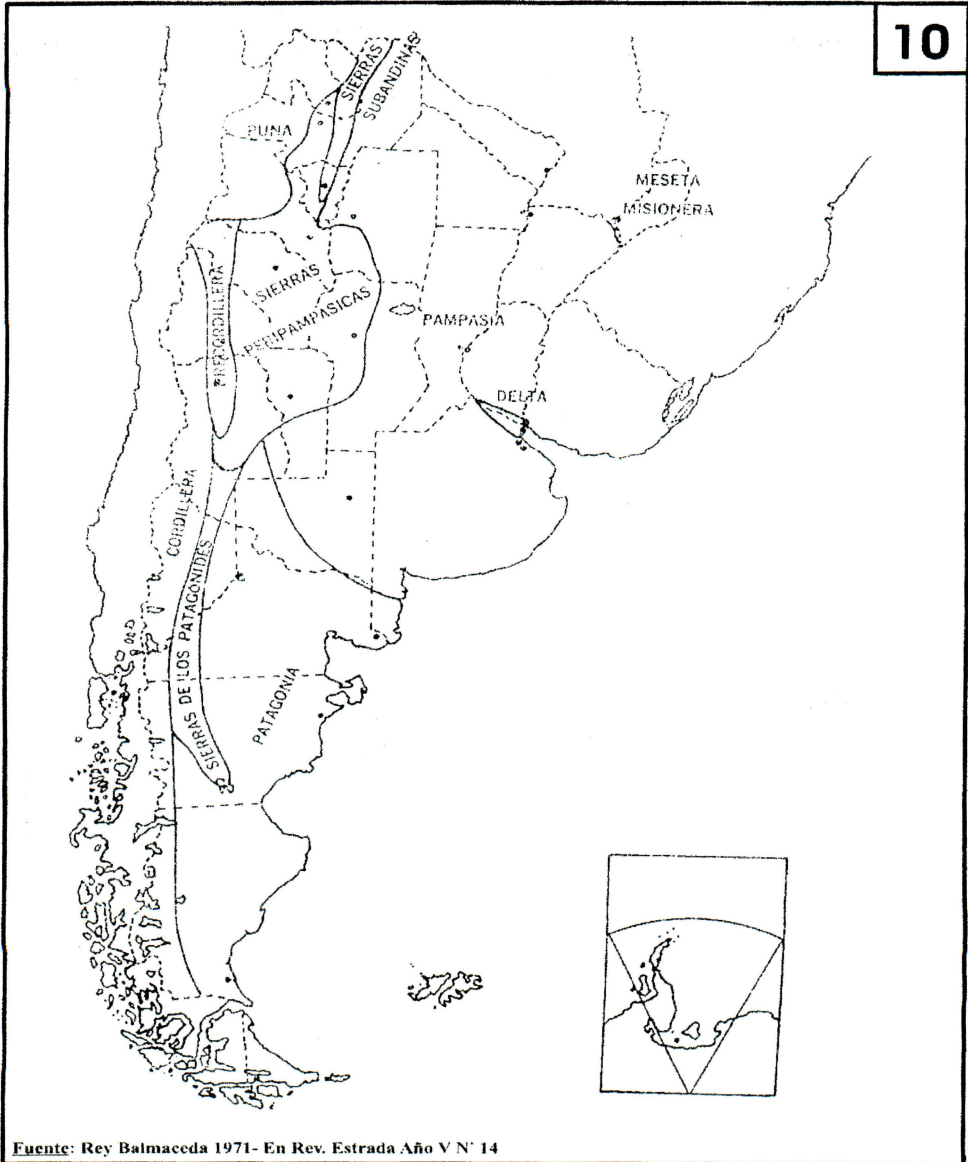 10
SIERRAS
SUBANDINAS
PUNA
MESETA
MISIONERA
PRECORDILLERA
SIERRAS
PERIPAMPASICAS
PAMPASIA
DELTA
CORDILLERA
SIERRAS DE LOS PATAGONIDES
PATAGONIA
Fuente: Rey Balmaceda 1971- En Rev. Estrada Año V N° 14